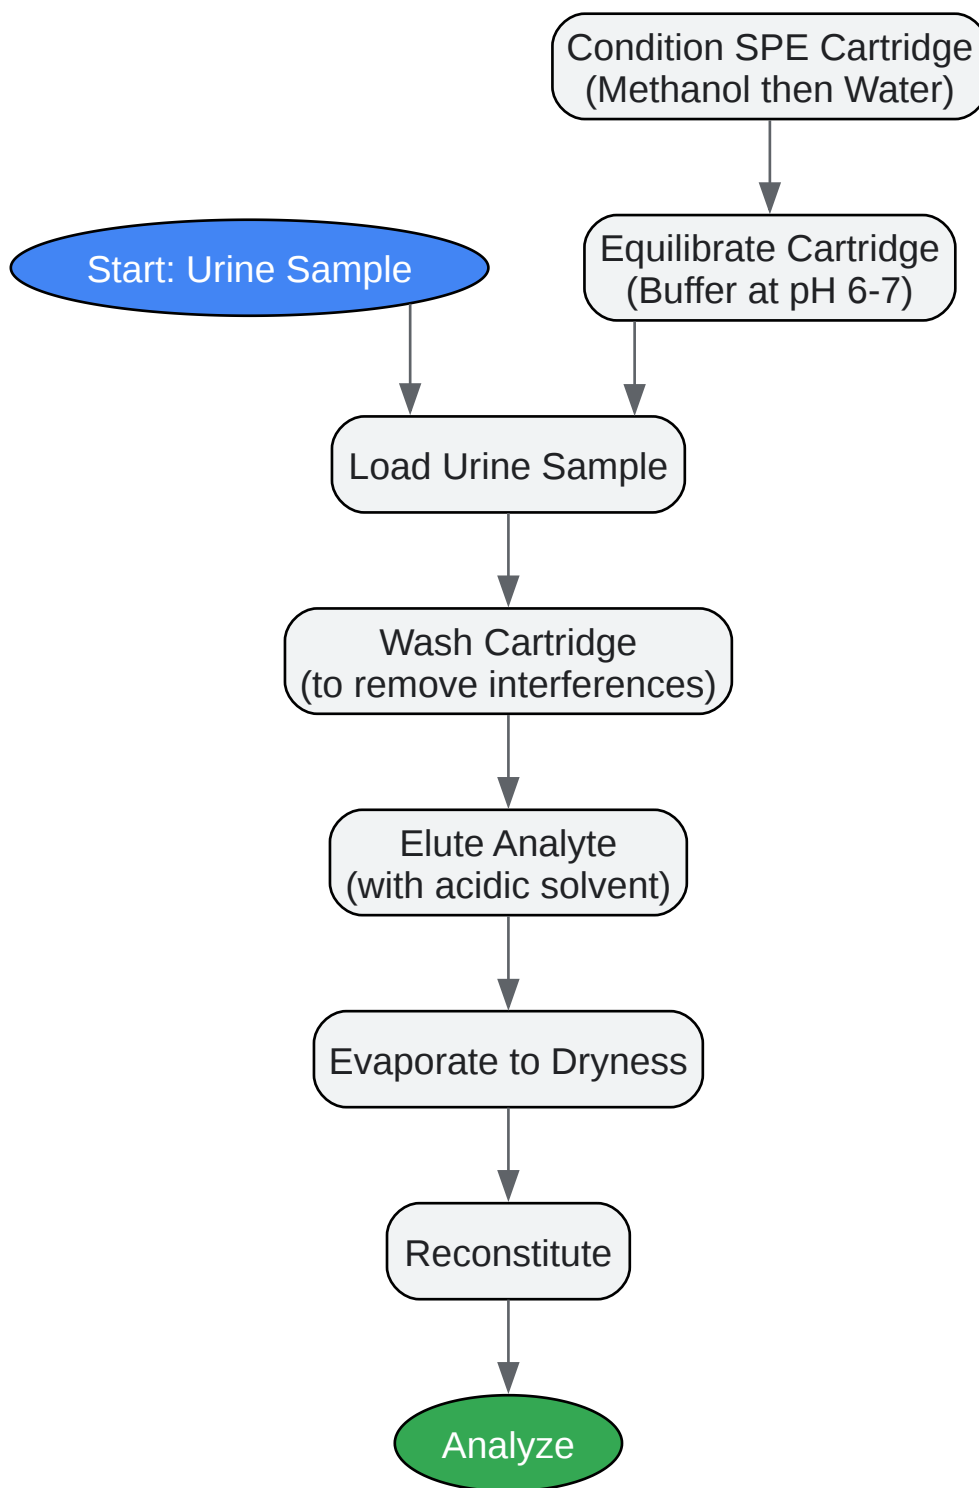 Condition SPE Cartridge
(Methanol then Water)
Start: Urine Sample
Equilibrate Cartridge
(Buffer at pH 6-7)
Load Urine Sample
Wash Cartridge
(to remove interferences)
Elute Analyte
(with acidic solvent)
Evaporate to Dryness
Reconstitute
Analyze